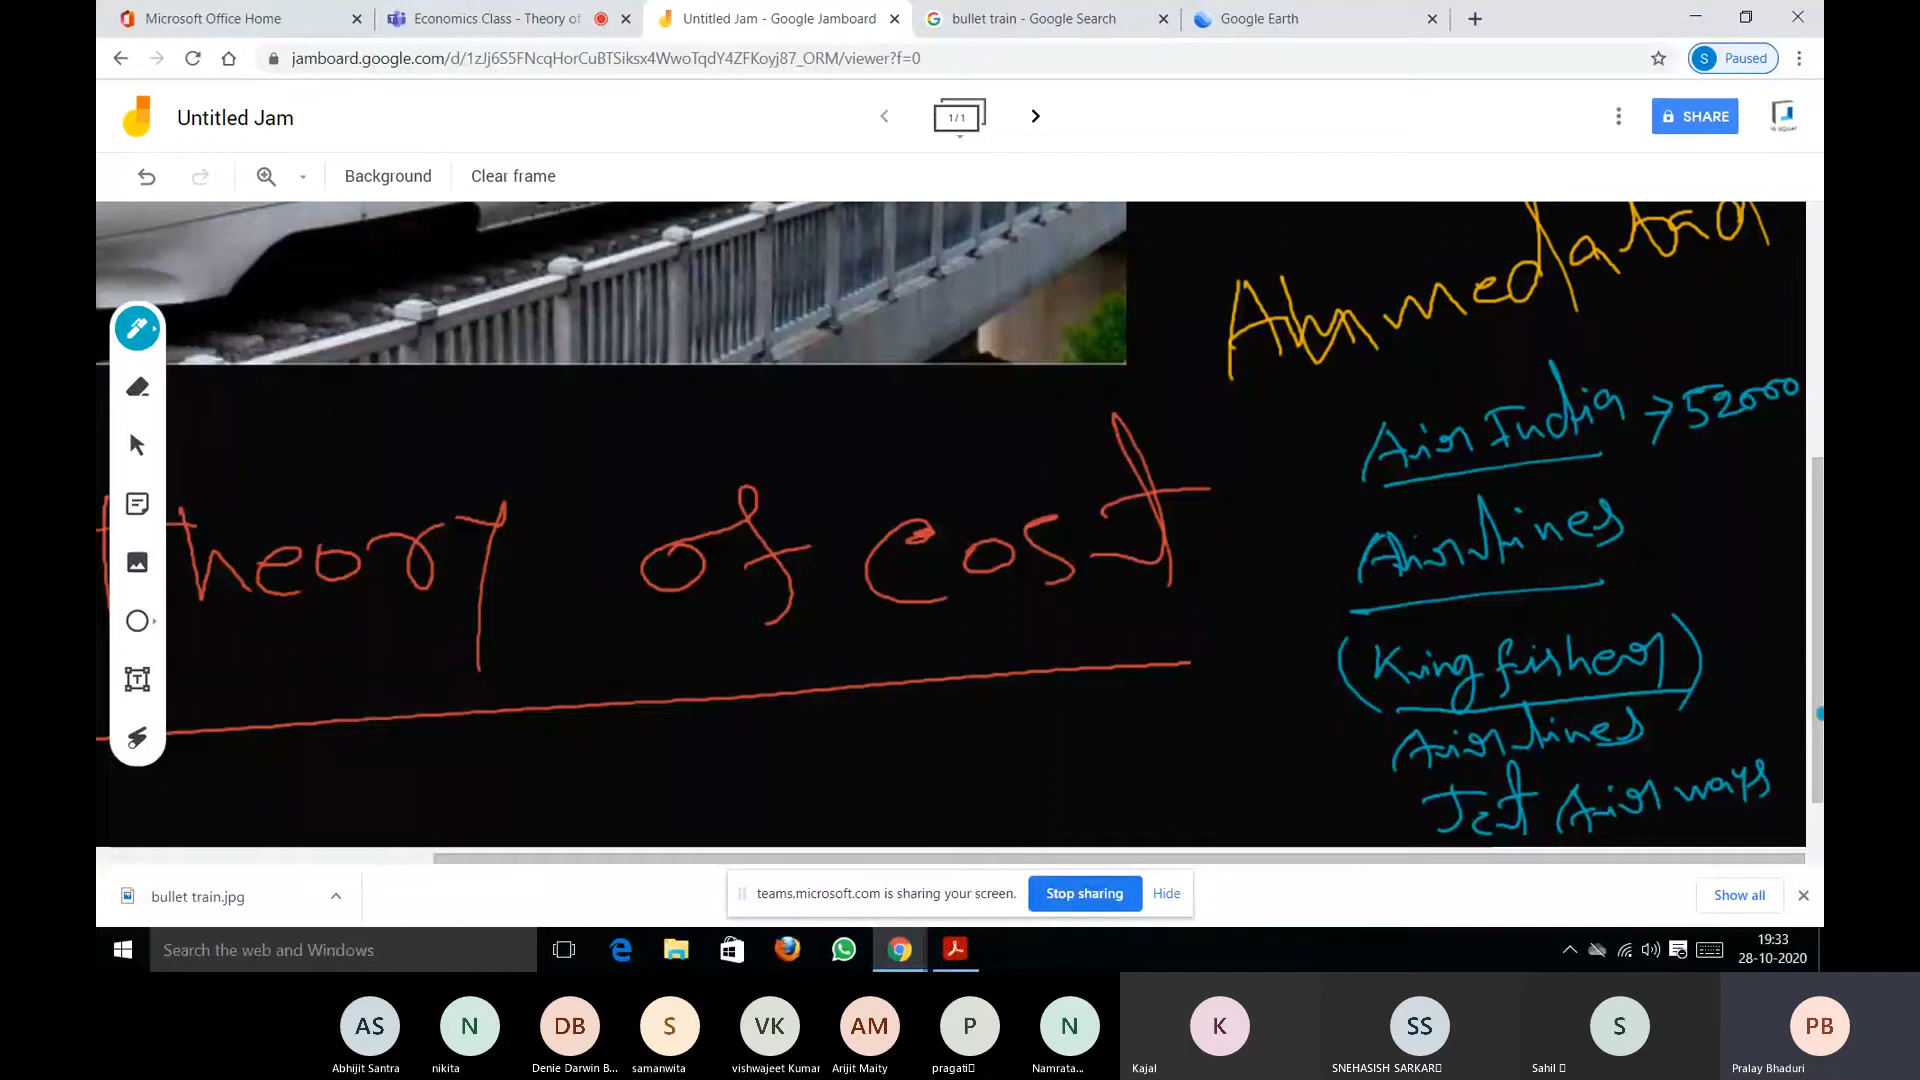 Microsoft Office Home
Economics Class - Theory of
Untitled Jam - Google Jamboard
bullet train - Google Search
Google Earth
jamboard.google.com/d/1zJj6S5FNcqHorCuBTSiksx4WwoTqdY4ZFKoyj87_ORM/viewer?f=0
S Paused
Untitled Jam
1/1
SHARE
Background
Clear frame
Ahmedabad
Air India → 52000
Airlines
Theory of Cost
(King fisher)
Airlines
Jet Airways
bullet train.jpg
teams.microsoft.com is sharing your screen.
Stop sharing
Hide
Show all
Search the web and Windows
19:33
28-10-2020
AS N DB S VK AM P N K SS S PB
Abhijit Santra
nikita
Denie Darwin B...
samanwita
vishwajeet Kumar
Arijit Maity
pragati
Namrata...
Kajal
SNEHASISH SARKAR
Sahil
Pralay Bhaduri